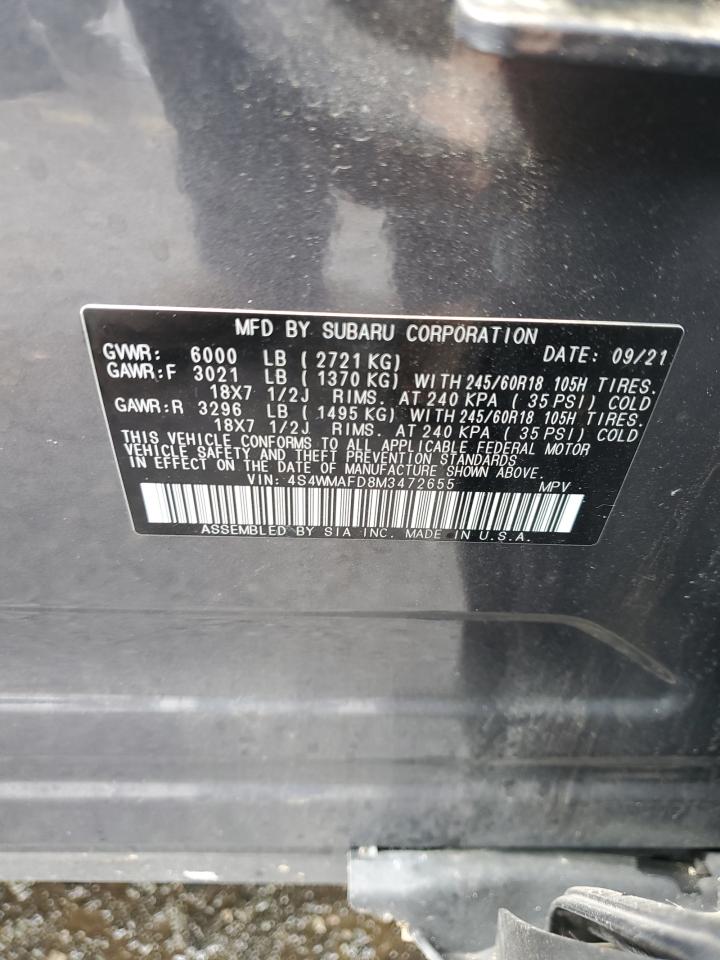 MFD BY SUBARU CORPORATION
GVWR: 6000 LB ( 2721 KG) DATE: 09/21
GAWR:F 3021 LB ( 1370 KG) WITH 245/60R18 105H TIRES.
18X7 1/2J RIMS. AT 240 KPA ( 35 PSI) COLD
GAWR:R 3296 LB ( 1495 KG) WITH 245/60R18 105H TIRES.
18X7 1/2J RIMS. AT 240 KPA ( 35 PSI) COLD
THIS VEHICLE CONFORMS TO ALL APPLICABLE FEDERAL MOTOR
VEHICLE SAFETY AND THEFT PREVENTION STANDARDS
IN EFFECT ON THE DATE OF MANUFACTURE SHOWN ABOVE.
VIN: 4S4WMAFD8M3472655 MPV
ASSEMBLED BY SIA INC. MADE IN U.S.A.